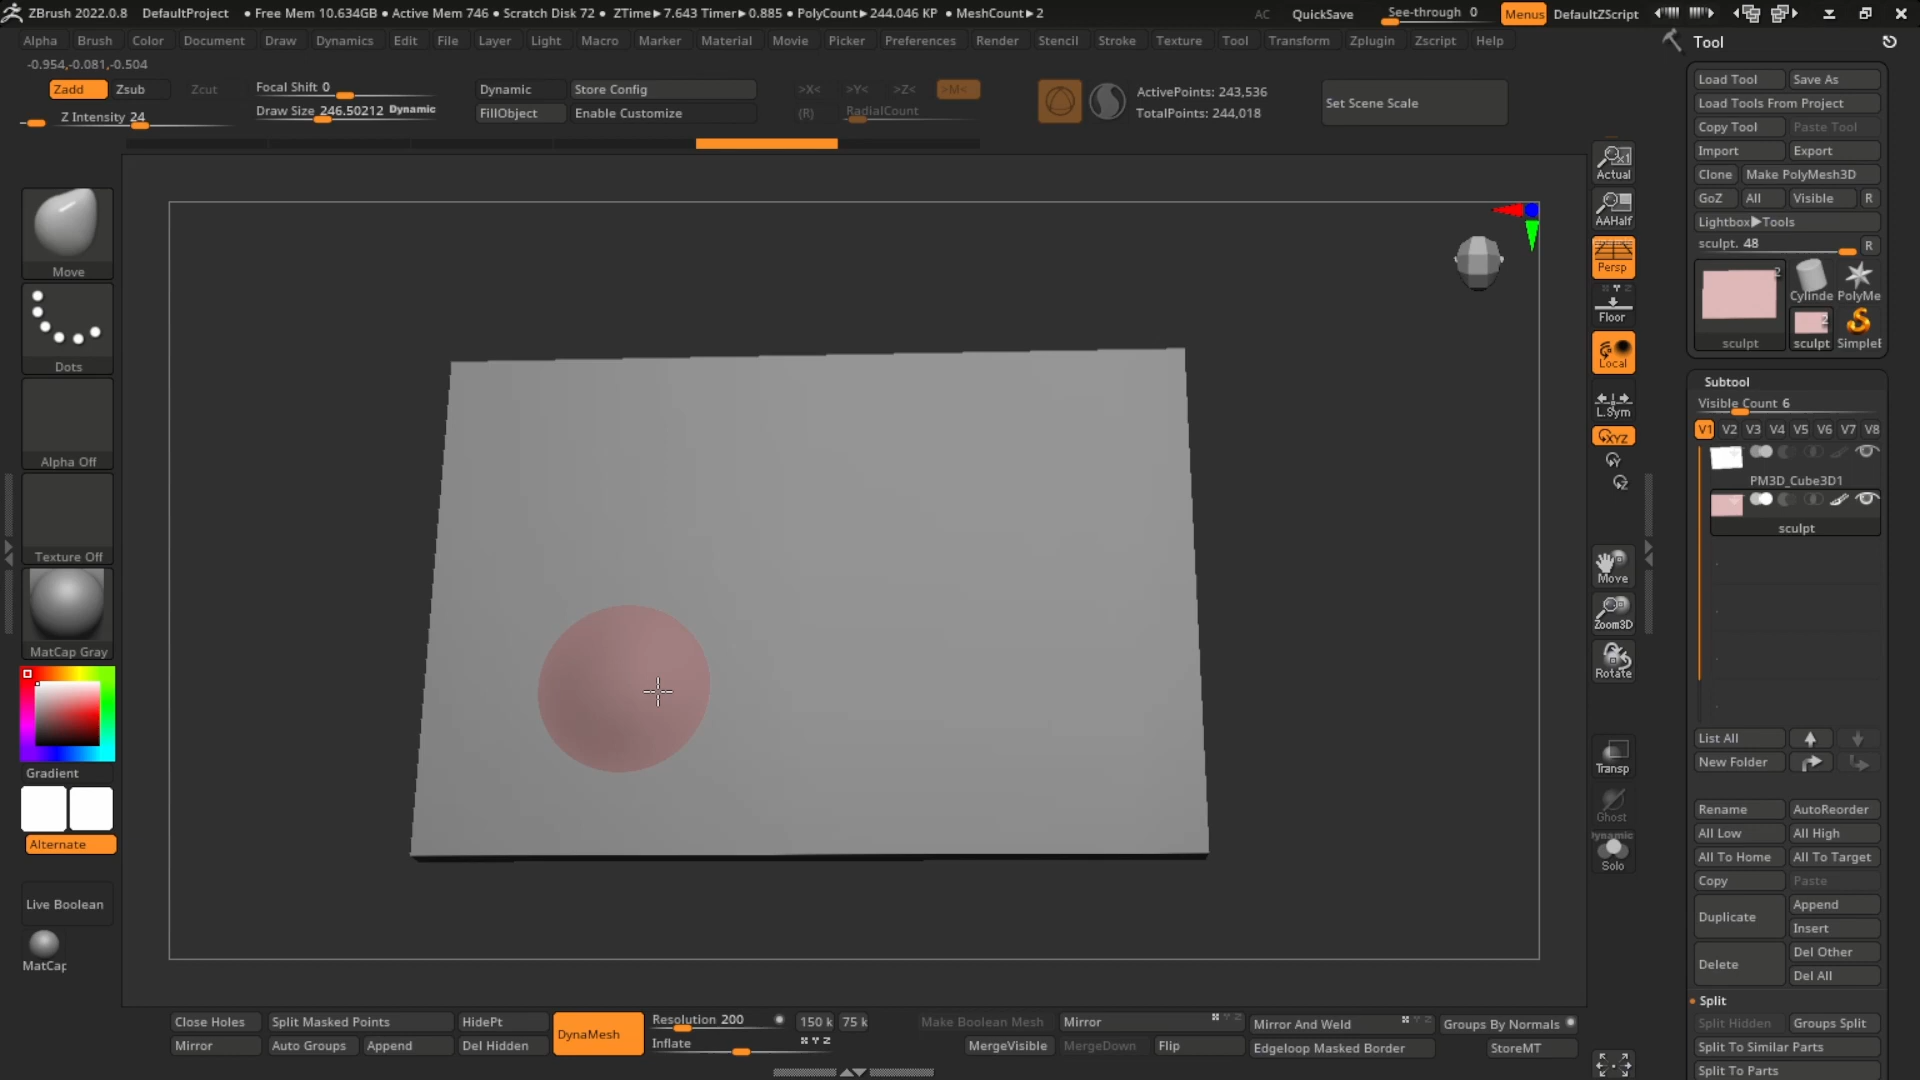 ZBrush 2022.0.8 DefaultProject • Free Mem 10.634GB • Active Mem 746 • Scratch Disk 72 • ZTime▶7.643 Timer▶0.885 • PolyCount▶244.046 KP • MeshCount▶2 AC QuickSave See-through 0 Menus DefaultZScript
Alpha Brush Color Document Draw Dynamics Edit File Layer Light Macro Marker Material Movie Picker Preferences Render Stencil Stroke Texture Tool Transform Zplugin Zscript Help
Tool
-0.954,-0.081,-0.504
Zadd Zsub Zcut Focal Shift 0 Dynamic Store Config >X< >Y< >Z< >M<
Z Intensity 24 Draw Size 246.50212 Dynamic FillObject Enable Customize (R) RadialCount
ActivePoints: 243,536
TotalPoints: 244,018
Set Scene Scale
Move
Dots
Alpha Off
Texture Off
MatCap Gray
Gradient
Alternate
Live Boolean
MatCap
Actual
AAHalf
Persp
X Y Z
Floor
Local
L.Sym
XYZ
Y
Z
Move
Zoom3D
Rotate
Transp
Ghost
Dynamic
Solo
Load Tool Save As
Load Tools From Project
Copy Tool Paste Tool
Import Export
Clone Make PolyMesh3D
GoZ All Visible R
Lightbox▶Tools
sculpt. 48 R
2
Cylinde PolyMe
2
sculpt sculpt SimpleE
Subtool
Visible Count 6
V1 V2 V3 V4 V5 V6 V7 V8
PM3D_Cube3D1
sculpt
List All
New Folder
Rename AutoReorder
All Low All High
All To Home All To Target
Copy Paste
Duplicate Append
Insert
Delete Del Other
Del All
Split
Split Hidden Groups Split
Split To Similar Parts
Split To Parts
Close Holes Split Masked Points HidePt DynaMesh Resolution 200 150 k 75 k Make Boolean Mesh Mirror X Y Z Mirror And Weld X Y Z Groups By Normals
Mirror Auto Groups Append Del Hidden Inflate X Y Z MergeVisible MergeDown Flip Edgeloop Masked Border StoreMT